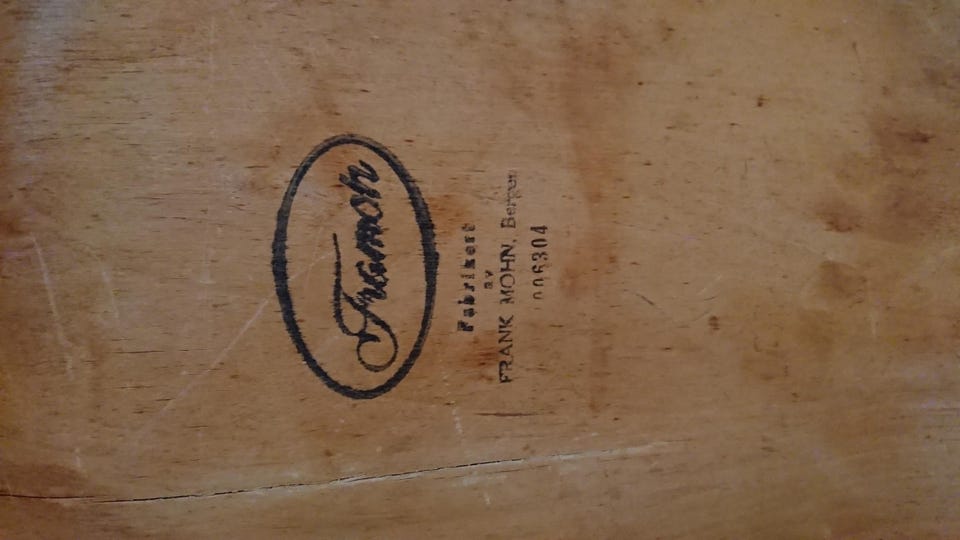 Framoh
Fabrikert
av
FRANK MOHN, Bergen
006304